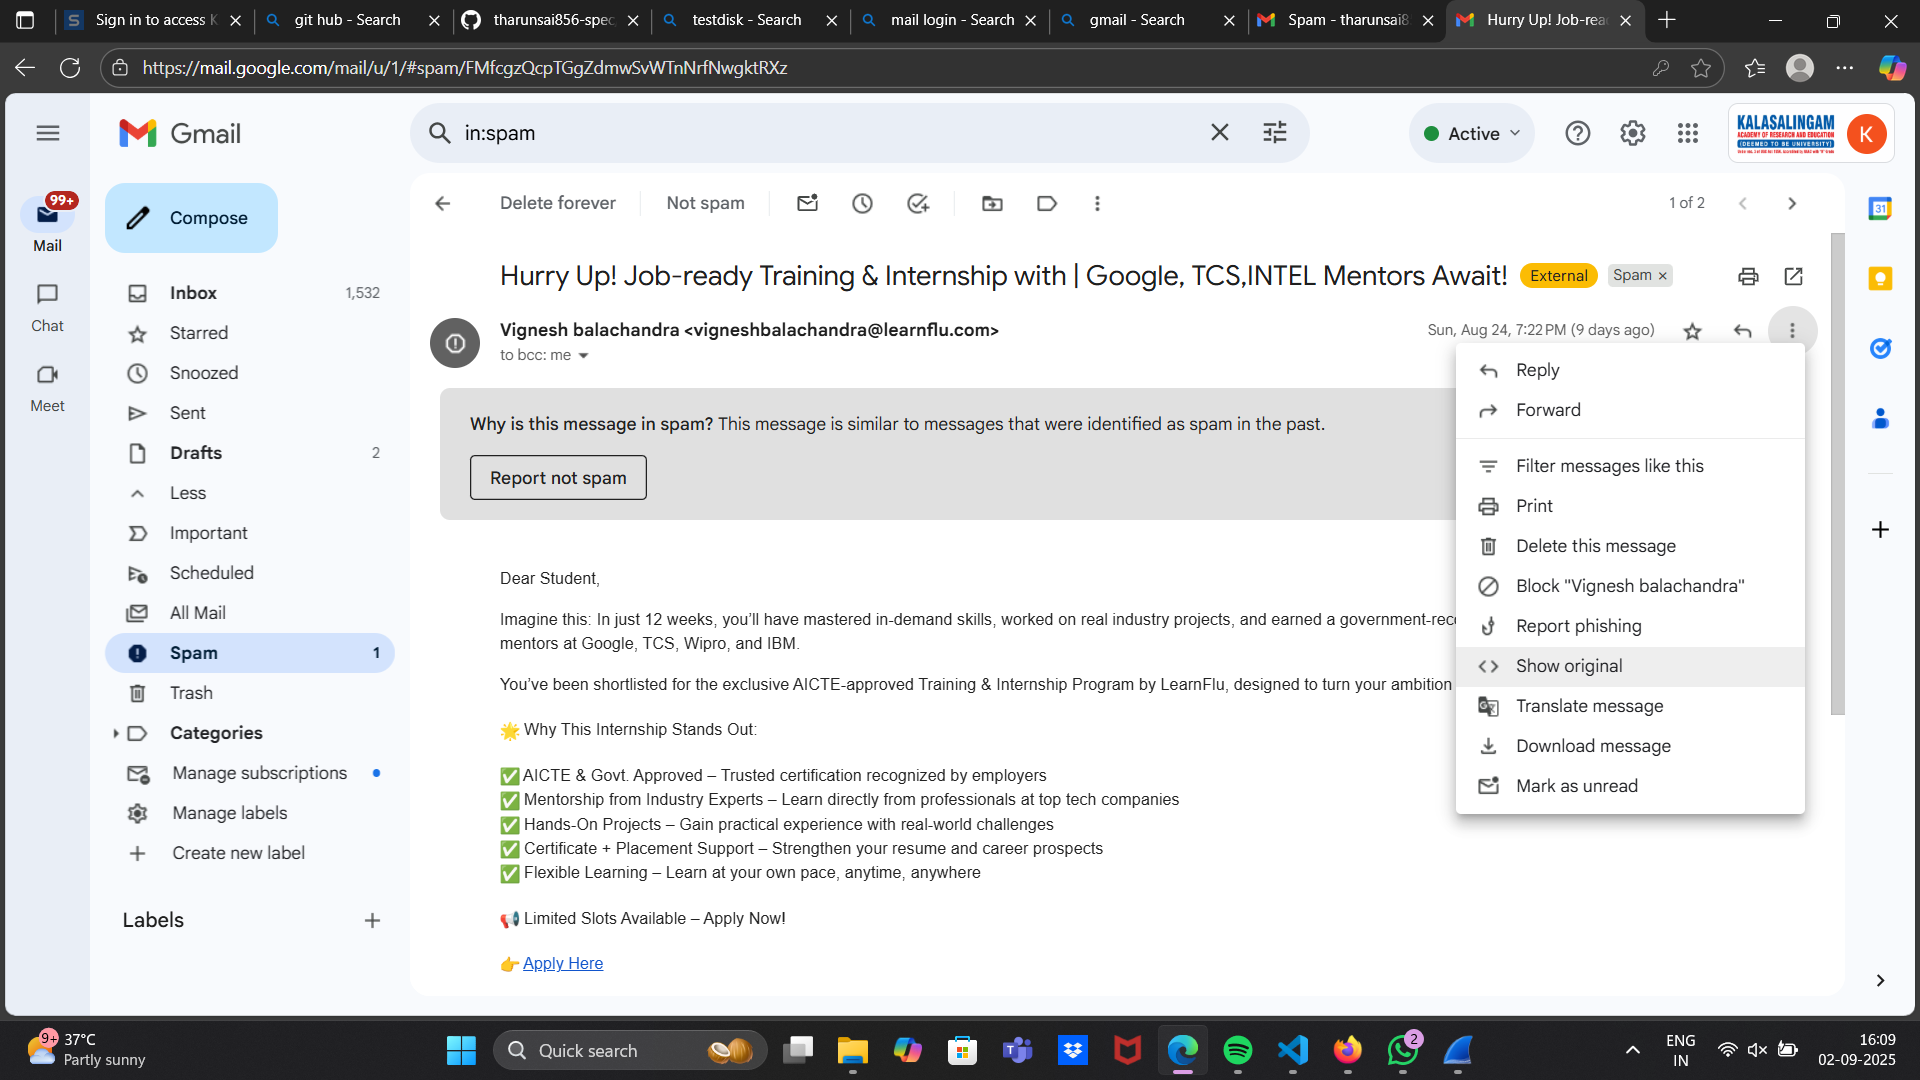 Sign in to access K
git hub - Search
tharunsai856-spec
testdisk - Search
mail login - Search
gmail - Search
Spam - tharunsai8
Hurry Up! Job-rea
https://mail.google.com/mail/u/1/#spam/FMfcgzQcpTGgZdmwSvWTnNrfNwgktRXz
99+
Mail
Chat
Meet
Gmail
in:spam
Active
KALASALINGAM
ACADEMY OF RESEARCH AND EDUCATION
(DEEMED TO BE UNIVERSITY)
K
Compose
Inbox 1,532
Starred
Snoozed
Sent
Drafts 2
Less
Important
Scheduled
All Mail
Spam 1
Trash
Categories
Manage subscriptions
Manage labels
Create new label
Labels
Delete forever
Not spam
1 of 2
31
Hurry Up! Job-ready Training & Internship with | Google, TCS,INTEL Mentors Await!
External
Spam ×
Vignesh balachandra <vigneshbalachandra@learnflu.com>
Sun, Aug 24, 7:22 PM (9 days ago)
to bcc: me
Why is this message in spam? This message is similar to messages that were identified as spam in the past.
Report not spam
Dear Student,
Imagine this: In just 12 weeks, you’ll have mastered in-demand skills, worked on real industry projects, and earned a government-rec
mentors at Google, TCS, Wipro, and IBM.
You’ve been shortlisted for the exclusive AICTE-approved Training & Internship Program by LearnFlu, designed to turn your ambition
🌟 Why This Internship Stands Out:
✅ AICTE & Govt. Approved – Trusted certification recognized by employers
✅ Mentorship from Industry Experts – Learn directly from professionals at top tech companies
✅ Hands-On Projects – Gain practical experience with real-world challenges
✅ Certificate + Placement Support – Strengthen your resume and career prospects
✅ Flexible Learning – Learn at your own pace, anytime, anywhere
📢 Limited Slots Available – Apply Now!
👉 Apply Here
Reply
Forward
Filter messages like this
Print
Delete this message
Block "Vignesh balachandra"
Report phishing
Show original
Translate message
Download message
Mark as unread
9+
37°C
Partly sunny
Quick search
2
ENG
IN
16:09
02-09-2025